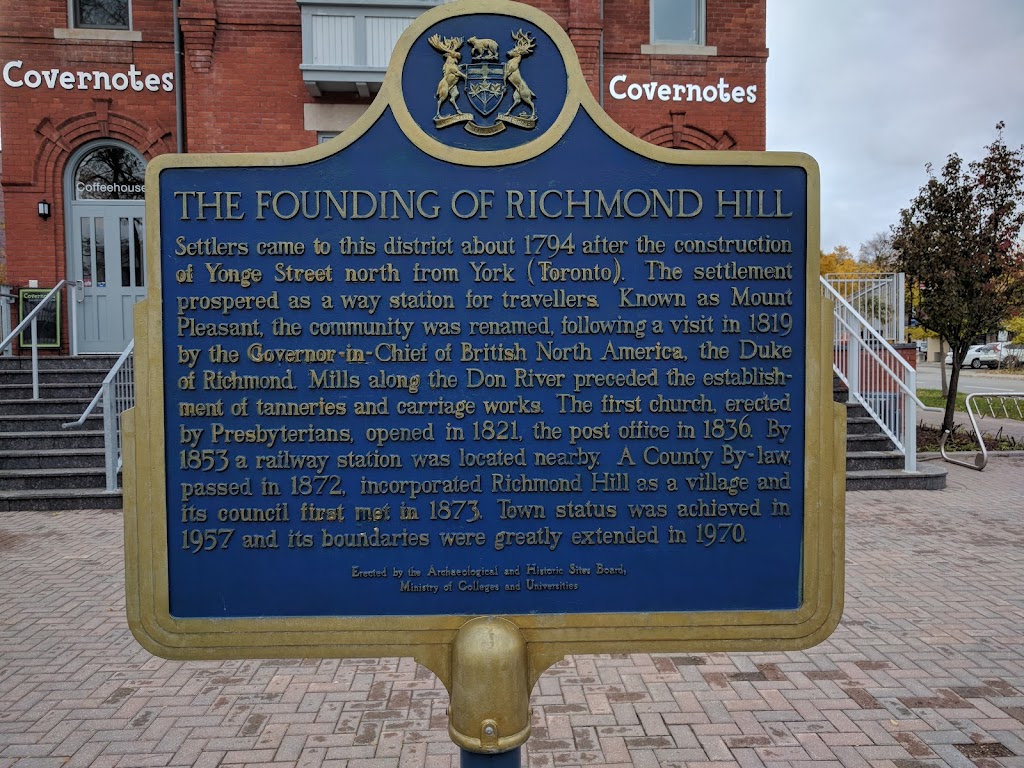 Covernotes
Covernotes
Coffeehouse
THE FOUNDING OF RICHMOND HILL
Settlers came to this district about 1794 after the construction
of Yonge Street north from York (Toronto). The settlement
prospered as a way station for travellers. Known as Mount
Pleasant, the community was renamed, following a visit in 1819
by the Governor-in-Chief of British North America, the Duke
of Richmond. Mills along the Don River preceded the establish-
ment of tanneries and carriage works. The first church, erected
by Presbyterians, opened in 1821, the post office in 1836. By
1853 a railway station was located nearby. A County By-law,
passed in 1872, incorporated Richmond Hill as a village and
its council first met in 1873. Town status was achieved in
1957 and its boundaries were greatly extended in 1970.
Erected by the Archaeological and Historic Sites Board,
Ministry of Colleges and Universities